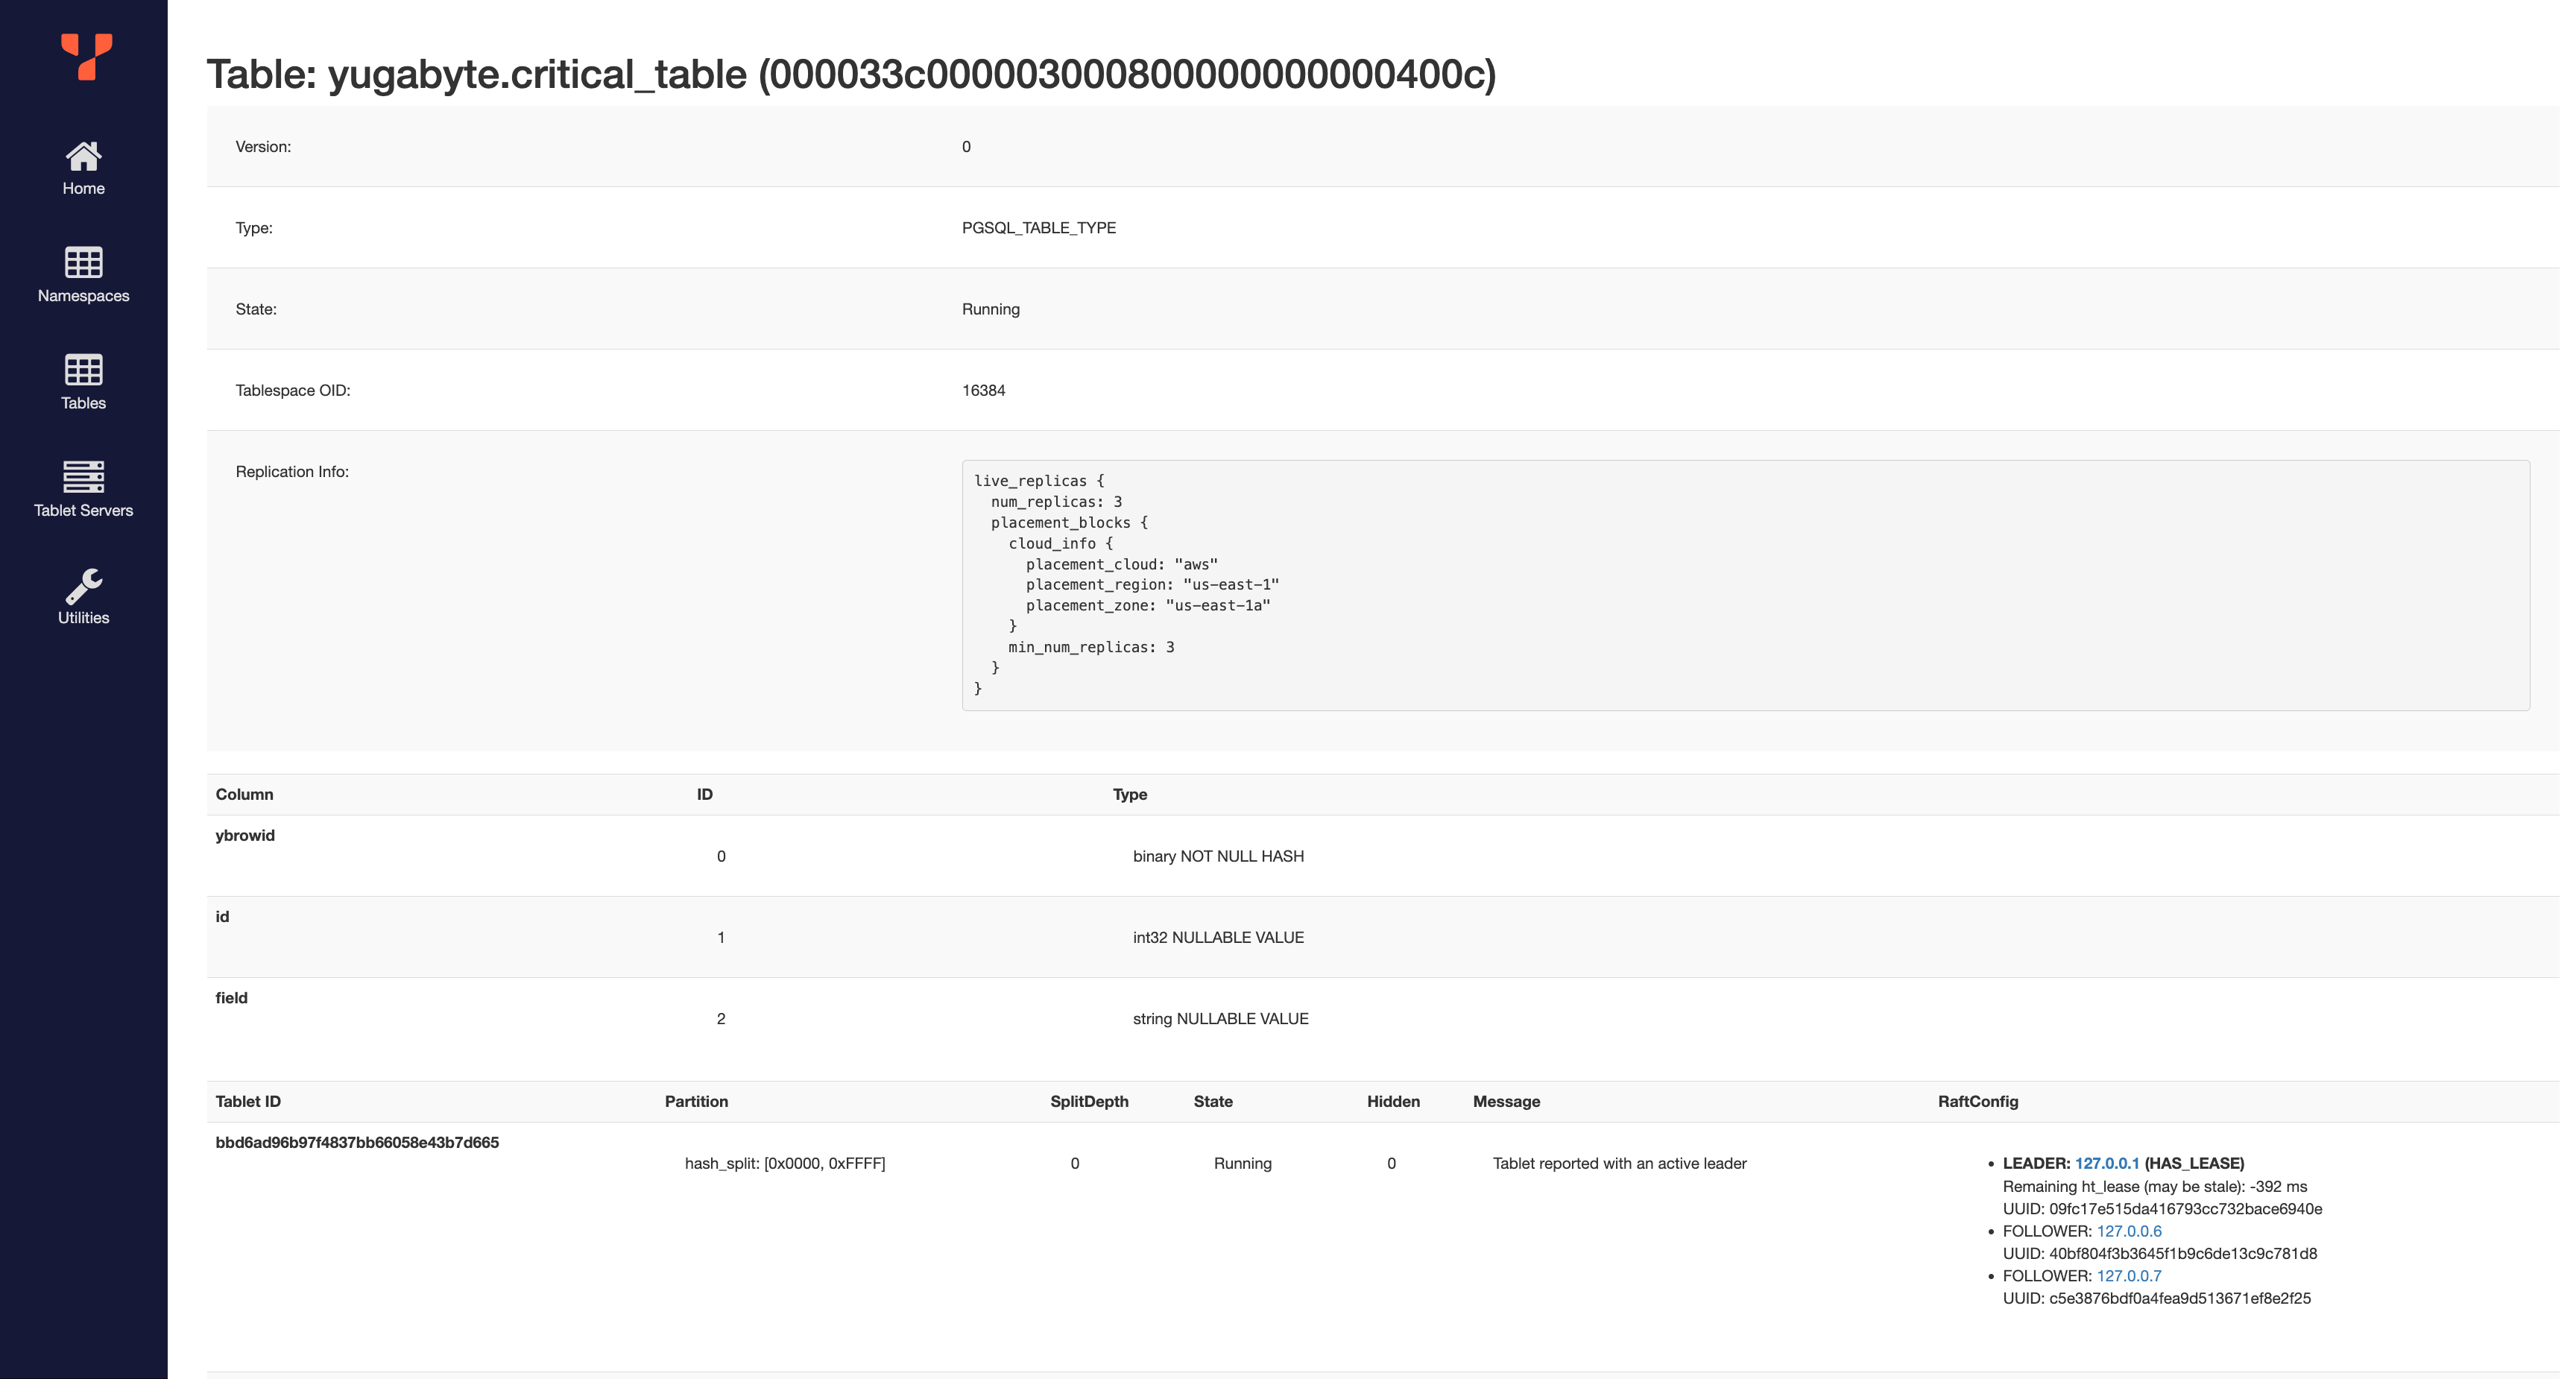 Table: yugabyte.critical_table (000033c000003000800000000000400c)
Home
Namespaces
Tables
Tablet Servers
Utilities
Version: 0
Type: PGSQL_TABLE_TYPE
State: Running
Tablespace OID: 16384
Replication Info:
live_replicas {
  num_replicas: 3
  placement_blocks {
    cloud_info {
      placement_cloud: "aws"
      placement_region: "us-east-1"
      placement_zone: "us-east-1a"
    }
    min_num_replicas: 3
  }
}
Column ID Type
ybrowid 0 binary NOT NULL HASH
id 1 int32 NULLABLE VALUE
field 2 string NULLABLE VALUE
Tablet ID Partition SplitDepth State Hidden Message RaftConfig
bbd6ad96b97f4837bb66058e43b7d665 hash_split: [0x0000, 0xFFFF] 0 Running 0 Tablet reported with an active leader
• LEADER: 127.0.0.1 (HAS_LEASE)
Remaining ht_lease (may be stale): -392 ms
UUID: 09fc17e515da416793cc732bace6940e
• FOLLOWER: 127.0.0.6
UUID: 40bf804f3b3645f1b9c6de13c9c781d8
• FOLLOWER: 127.0.0.7
UUID: c5e3876bdf0a4fea9d513671ef8e2f25